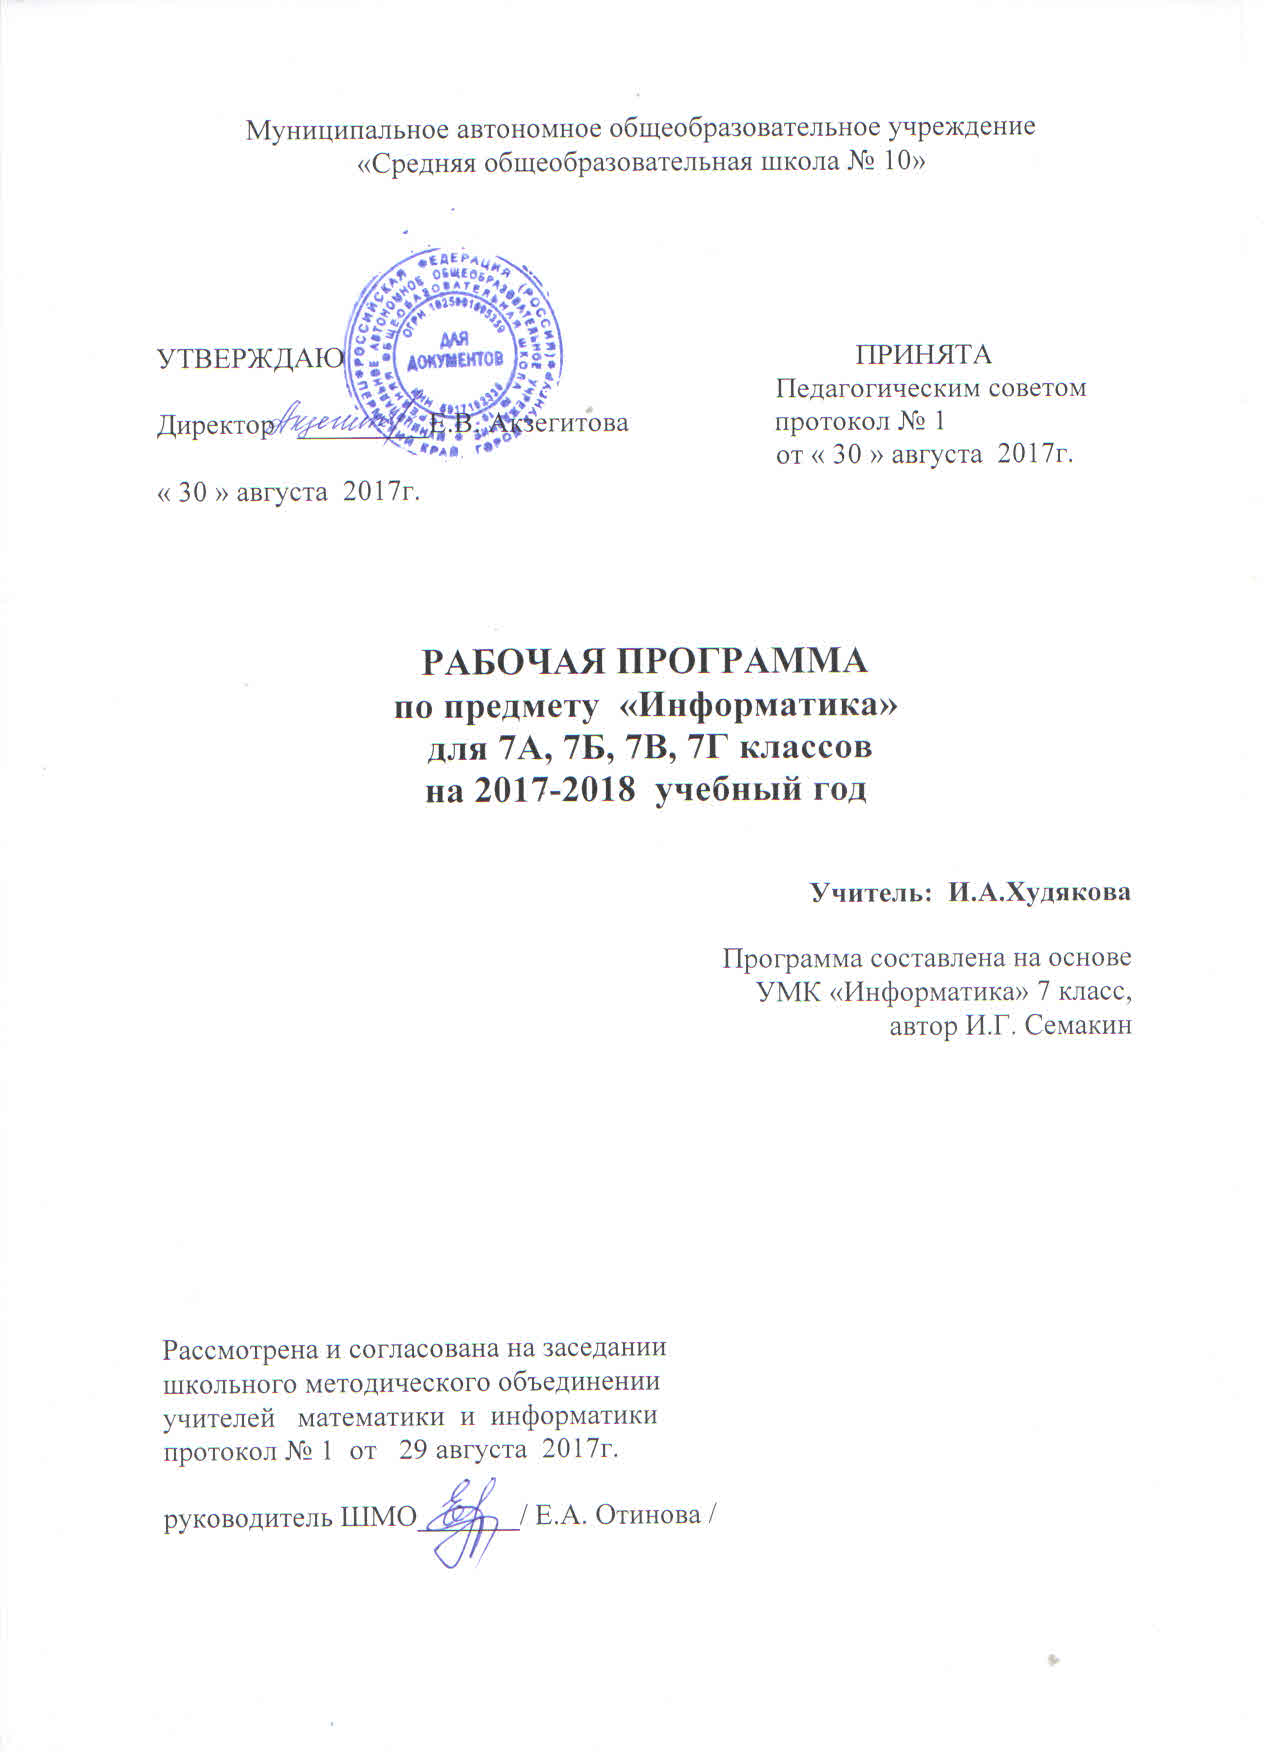 Муниципальное автономное общеобразовательное учреждение
«Средняя общеобразовательная школа № 10»
УТВЕРЖДАЮ
Директор Е.В. Акзегитова
« 30 » августа 2017г.
ДЛЯ
ДОКУМЕНТОВ
ПРИНЯТА
Педагогическим советом
протокол № 1
от « 30 » августа 2017г.
РАБОЧАЯ ПРОГРАММА
по предмету «Информатика»
для 7А, 7Б, 7В, 7Г классов
на 2017-2018 учебный год
Учитель: И.А.Худякова
Программа составлена на основе
УМК «Информатика» 7 класс,
автор И.Г. Семакин
Рассмотрена и согласована на заседании
школьного методического объединении
учителей математики и информатики
протокол № 1 от 29 августа 2017г.
руководитель ШМО________/ Е.А. Отинова /